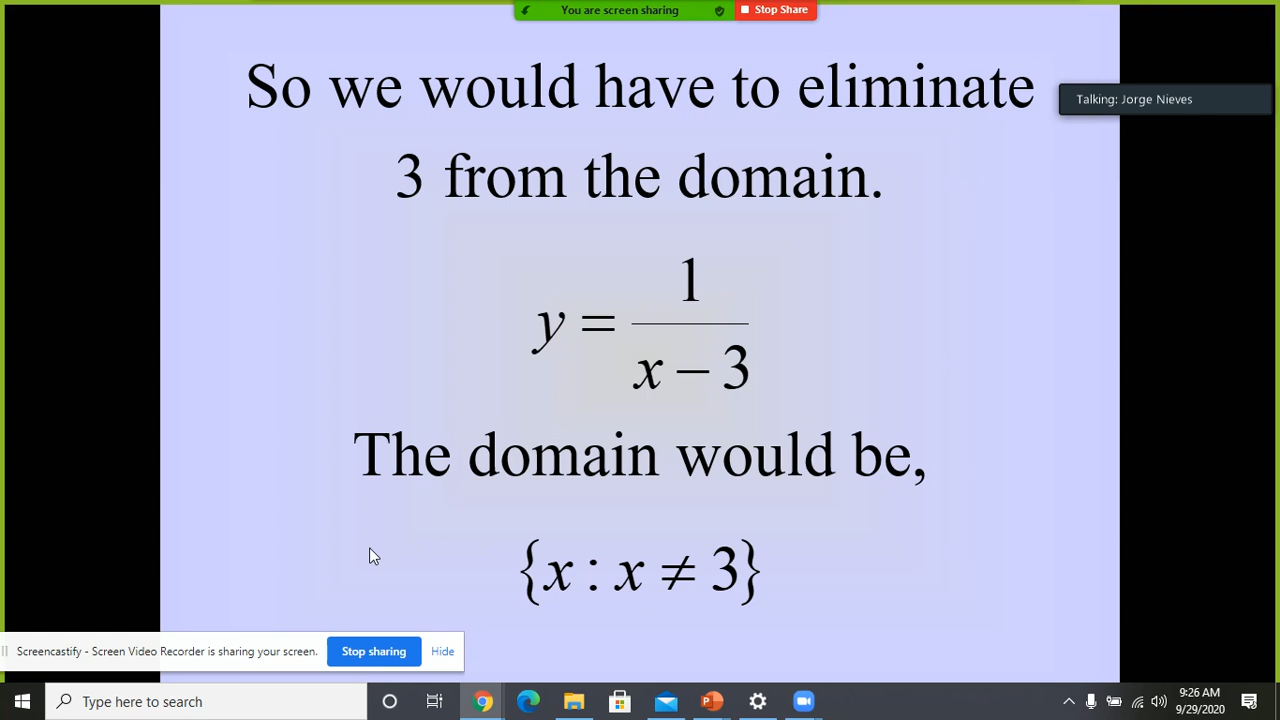 You are screen sharing
Stop Share
So we would have to eliminate
Talking: Jorge Nieves
3 from the domain.
y = 1/(x − 3)
The domain would be,
{x : x ≠ 3}
Screencastify - Screen Video Recorder is sharing your screen.
Stop sharing
Hide
Type here to search
9:26 AM
9/29/2020